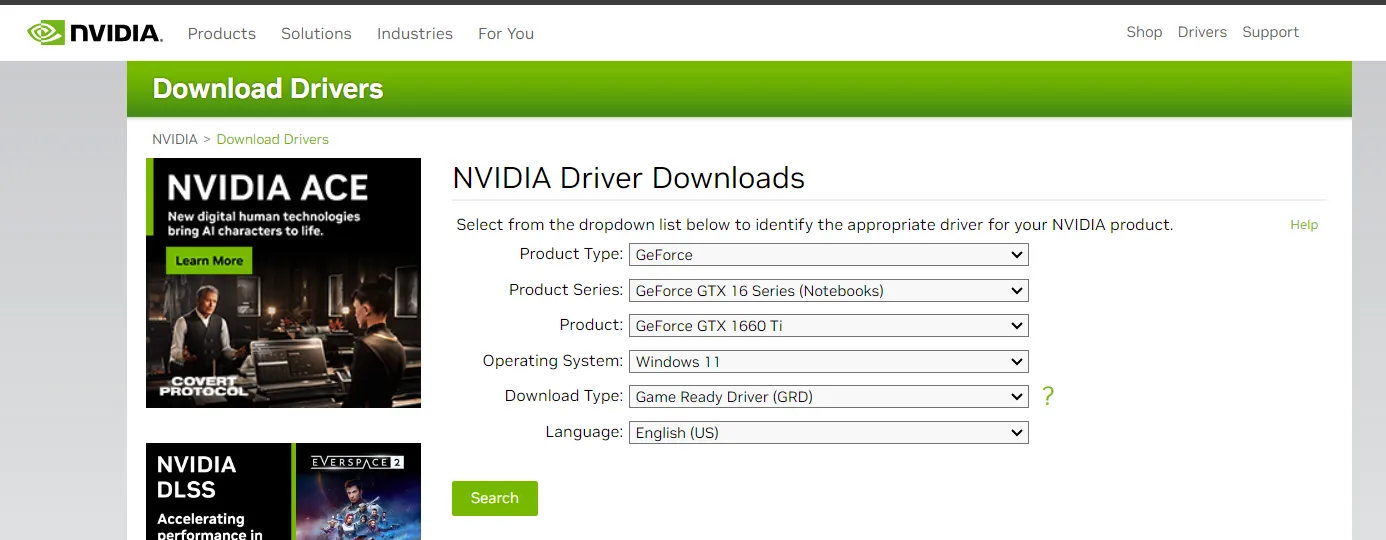 NVIDIA. Products Solutions Industries For You Shop Drivers Support
Download Drivers
NVIDIA > Download Drivers
NVIDIA ACE
New digital human technologies
bring AI characters to life.
Learn More
COVERT
PROTOCOL
NVIDIA
DLSS
Accelerating
performance in
EVERSPACE 2
NVIDIA Driver Downloads
Select from the dropdown list below to identify the appropriate driver for your NVIDIA product. Help
Product Type: GeForce
Product Series: GeForce GTX 16 Series (Notebooks)
Product: GeForce GTX 1660 Ti
Operating System: Windows 11
Download Type: Game Ready Driver (GRD) ?
Language: English (US)
Search